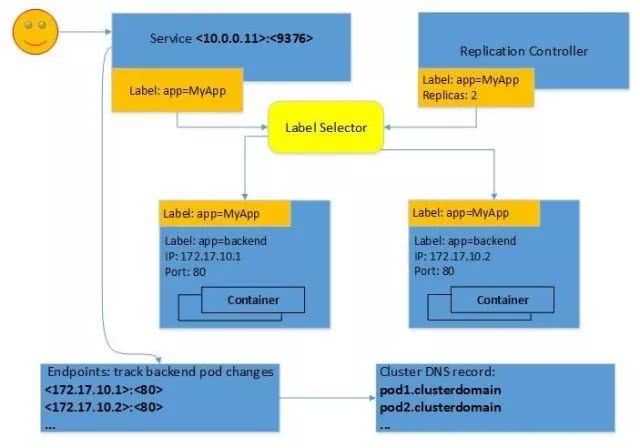 Service <10.0.0.11>:<9376>
Label: app=MyApp
Replication Controller
Label: app=MyApp
Replicas: 2
Label Selector
Label: app=MyApp
Label: app=backend
IP: 172.17.10.1
Port: 80
Container
Label: app=MyApp
Label: app=backend
IP: 172.17.10.2
Port: 80
Container
Endpoints: track backend pod changes
<172.17.10.1>:<80>
<172.17.10.2>:<80>
...
Cluster DNS record:
pod1.clusterdomain
pod2.clusterdomain
...